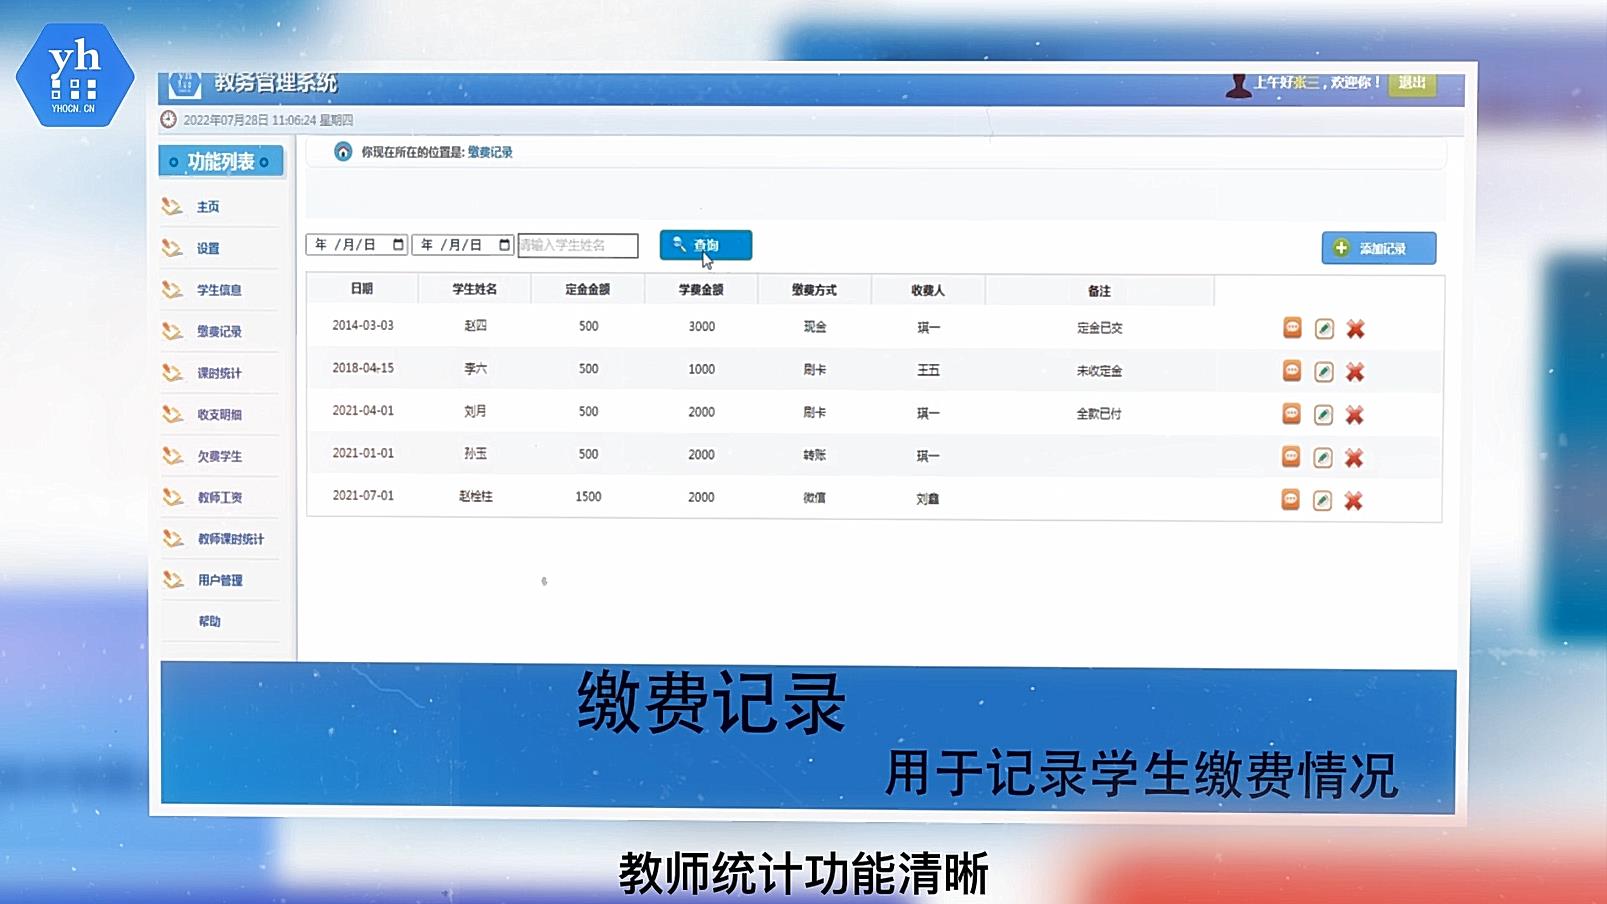 yh
YHOCN.CN
教务管理系统
上午好张三，欢迎你！ 退出
2022年07月28日 11:06:24 星期四
功能列表
你现在所在的位置是: 缴费记录
主页
设置
学生信息
缴费记录
课时统计
收支明细
欠费学生
教师工资
教师课时统计
用户管理
帮助
年 /月/日 年 /月/日 请输入学生姓名 查询 添加记录
日期 学生姓名 定金金额 学费金额 缴费方式 收费人 备注
2014-03-03 赵四 500 3000 现金 琪一 定金已交
2018-04-15 李六 500 1000 刷卡 王五 未收定金
2021-04-01 刘月 500 2000 刷卡 琪一 全款已付
2021-01-01 孙玉 500 2000 转账 琪一
2021-07-01 赵栓柱 1500 2000 微信 刘鑫
缴费记录
用于记录学生缴费情况
教师统计功能清晰